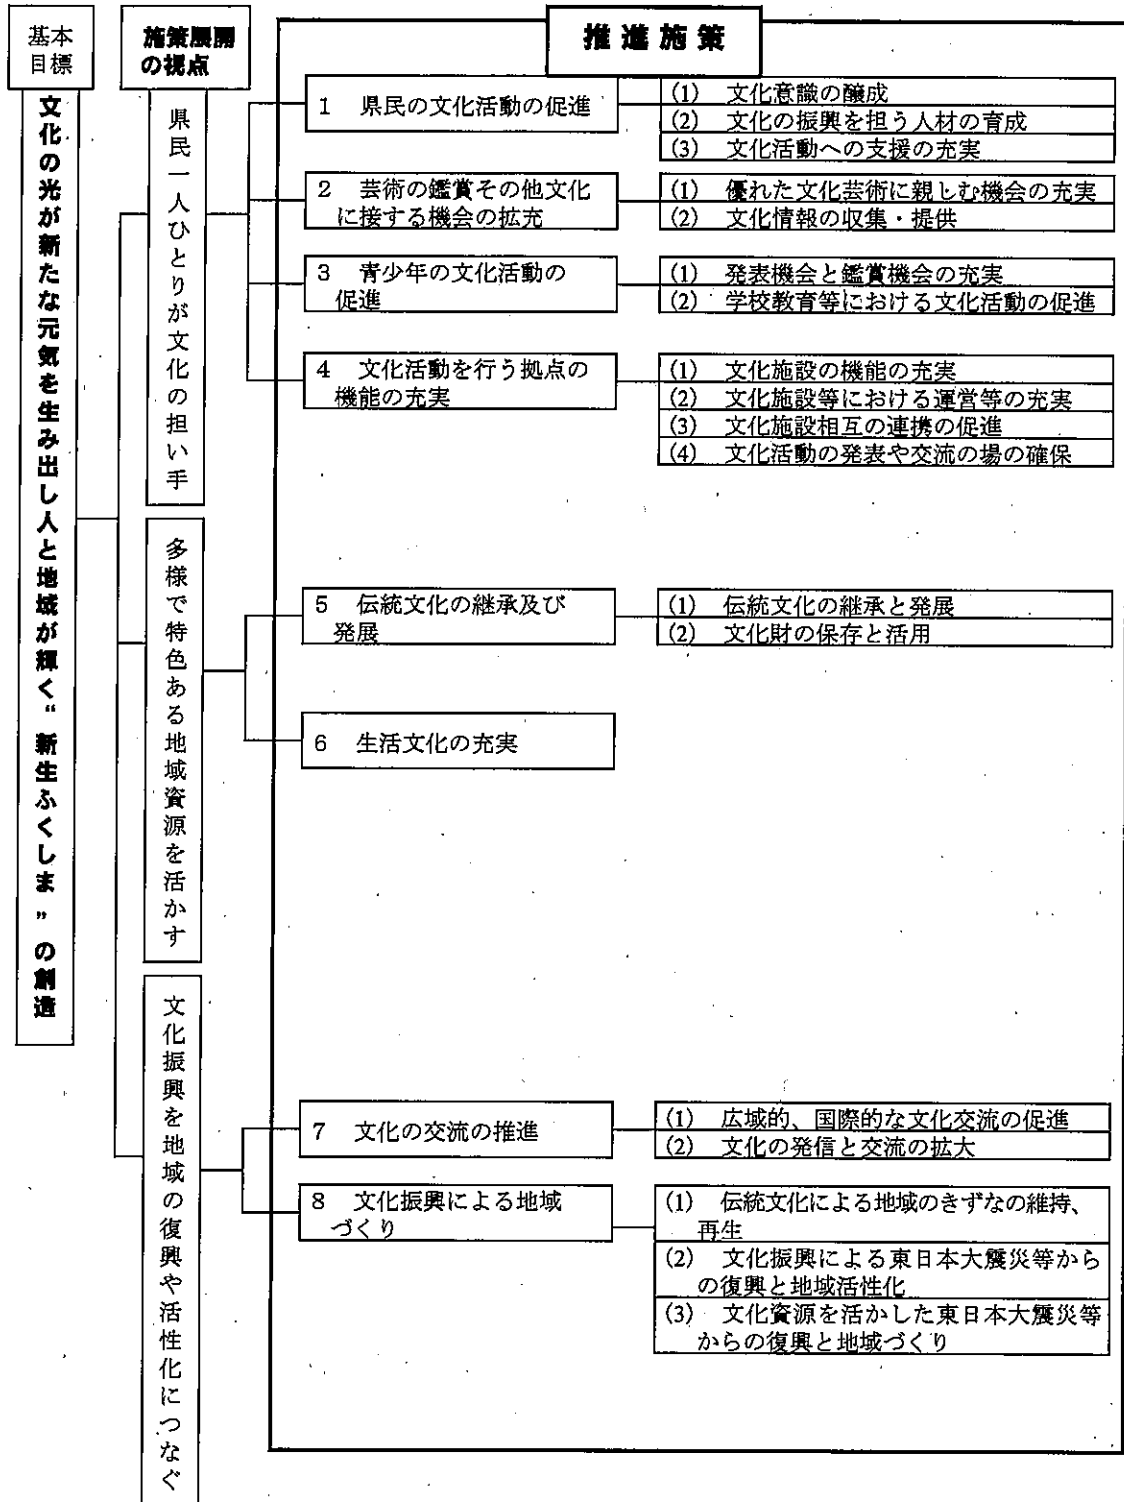 基本
目標
文化の光が新たな元気を生み出し人と地域が輝く“新生ふくしま”の創造
施策展開
の視点
推進施策
県民一人ひとりが文化の担い手
1 県民の文化活動の促進
(1) 文化意識の醸成
(2) 文化の振興を担う人材の育成
(3) 文化活動への支援の充実
2 芸術の鑑賞その他文化
に接する機会の拡充
(1) 優れた文化芸術に親しむ機会の充実
(2) 文化情報の収集・提供
3 青少年の文化活動の
促進
(1) 発表機会と鑑賞機会の充実
(2) 学校教育等における文化活動の促進
4 文化活動を行う拠点の
機能の充実
(1) 文化施設の機能の充実
(2) 文化施設等における運営等の充実
(3) 文化施設相互の連携の促進
(4) 文化活動の発表や交流の場の確保
多様で特色ある地域資源を活かす
5 伝統文化の継承及び
発展
(1) 伝統文化の継承と発展
(2) 文化財の保存と活用
6 生活文化の充実
文化振興を地域の復興や活性化につなぐ
7 文化の交流の推進
(1) 広域的、国際的な文化交流の促進
(2) 文化の発信と交流の拡大
8 文化振興による地域
づくり
(1) 伝統文化による地域のきずなの維持、
再生
(2) 文化振興による東日本大震災等から
の復興と地域活性化
(3) 文化資源を活かした東日本大震災等
からの復興と地域づくり